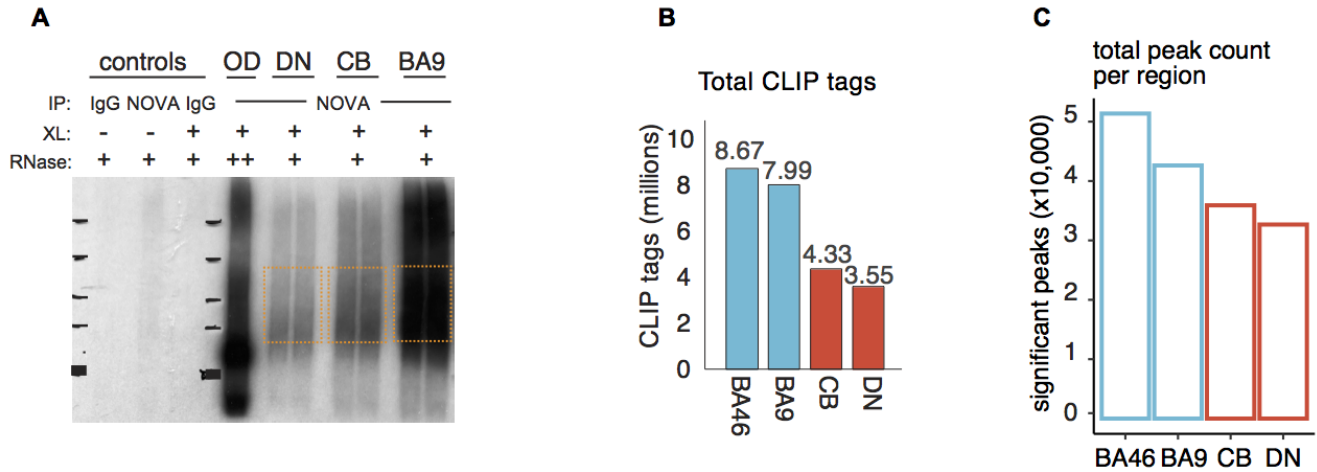 A
controls OD DN CB BA9
IP: IgG NOVA IgG NOVA
XL: - - + + + + +
RNase: + + + ++ + + +
B
Total CLIP tags
CLIP tags (millions)
10
8
6
4
2
0
8.67
7.99
4.33
3.55
BA46
BA9
CB
DN
C
total peak count
per region
significant peaks (x10,000)
5
4
3
2
1
0
BA46 BA9 CB DN